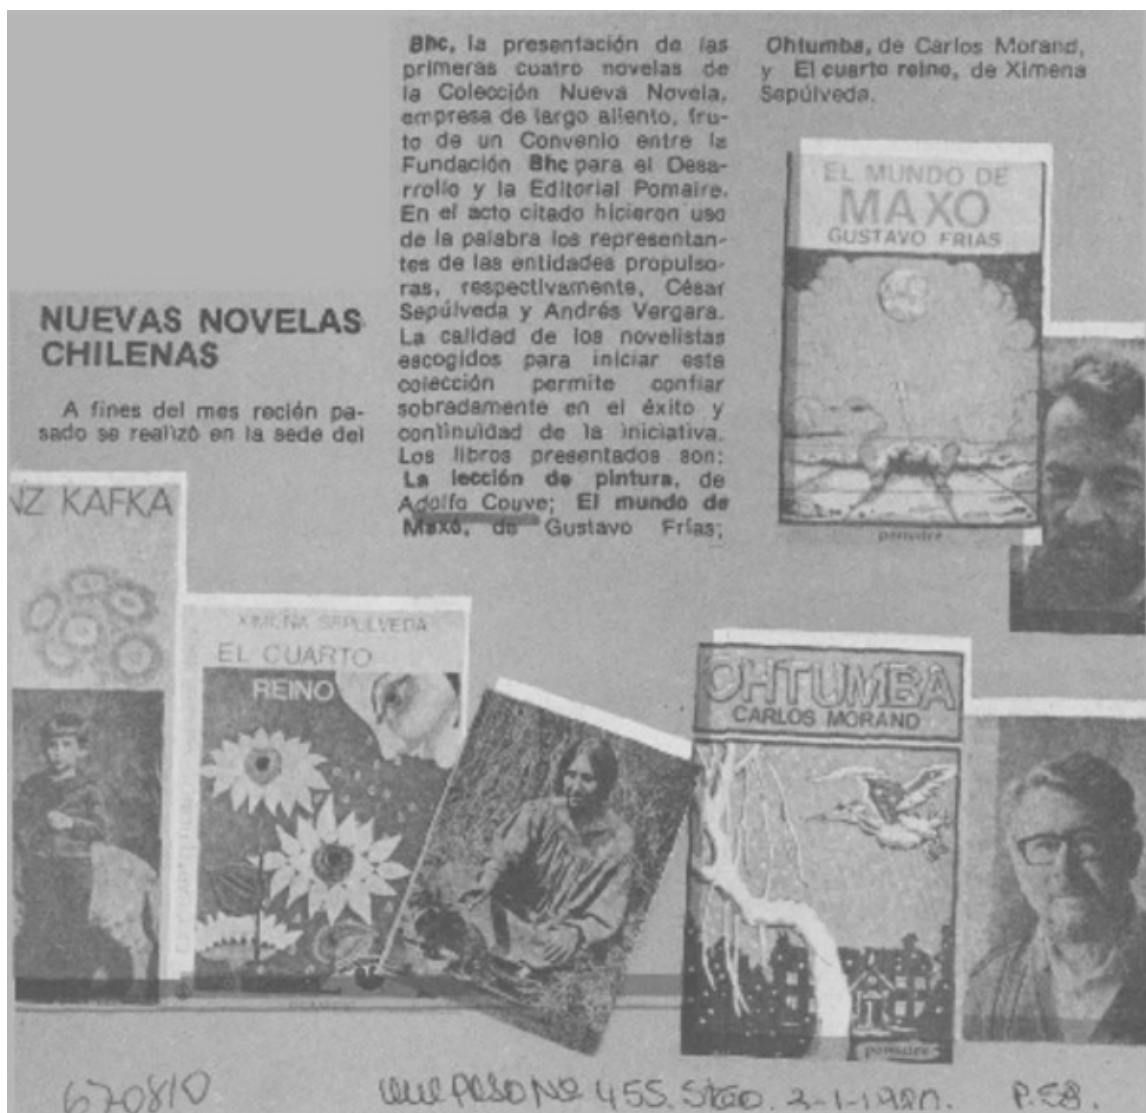 NUEVAS NOVELAS
CHILENAS
A fines del mes recién pa-
sado se realizó en la sede del
Bhc, la presentación de las
primeras cuatro novelas de
la Colección Nueva Novela,
empresa de largo aliento, fru-
to de un Convenio entre la
Fundación Bhc para el Desa-
rrollo y la Editorial Pomaire.
En el acto citado hicieron uso
de la palabra los representan-
tes de las entidades propulso-
ras, respectivamente, César
Sepúlveda y Andrés Vergara.
La calidad de los novelistas
escogidos para iniciar esta
colección permite confiar
sobradamente en el éxito y
continuidad de la iniciativa.
Los libros presentados son:
La lección de pintura, de
Adolfo Couve; El mundo de
Maxó, de Gustavo Frías;
Ohtumba, de Carlos Morand,
y El cuarto reino, de Ximena
Sepúlveda.
EL MUNDO DE
MAXO
GUSTAVO FRIAS
pomaire
NZ KAFKA
XIMENA SEPULVEDA
EL CUARTO
REINO
OHTUMBA
CARLOS MORAND
pomaire
670810
No 455. Stgo. 2-1-1980. P.58.